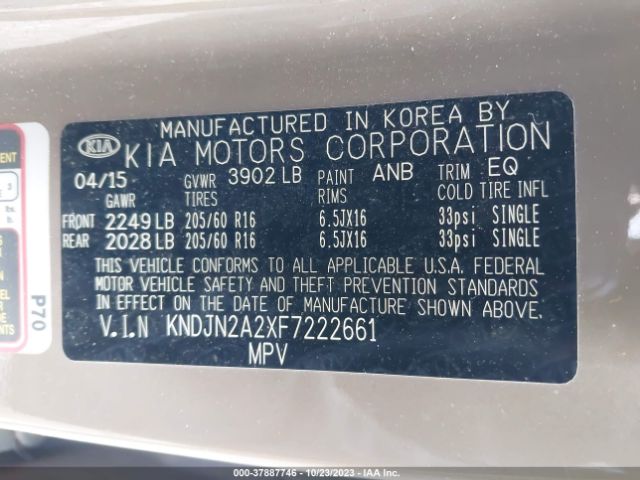 MANUFACTURED IN KOREA BY
KIA KIA MOTORS CORPORATION
04/15 GVWR 3902 LB PAINT ANB TRIM EQ
GAWR TIRES RIMS COLD TIRE INFL
FRONT 2249 LB 205/60 R16 6.5JX16 33psi SINGLE
REAR 2028 LB 205/60 R16 6.5JX16 33psi SINGLE
THIS VEHICLE CONFORMS TO ALL APPLICABLE U.S.A. FEDERAL
MOTOR VEHICLE SAFETY AND THEFT PREVENTION STANDARDS
IN EFFECT ON THE DATE OF MANUFACTURE SHOWN ABOVE.
V.I.N KNDJN2A2XF7222661
MPV
P70
000-37887746 - 10/23/2023 - IAA Inc.